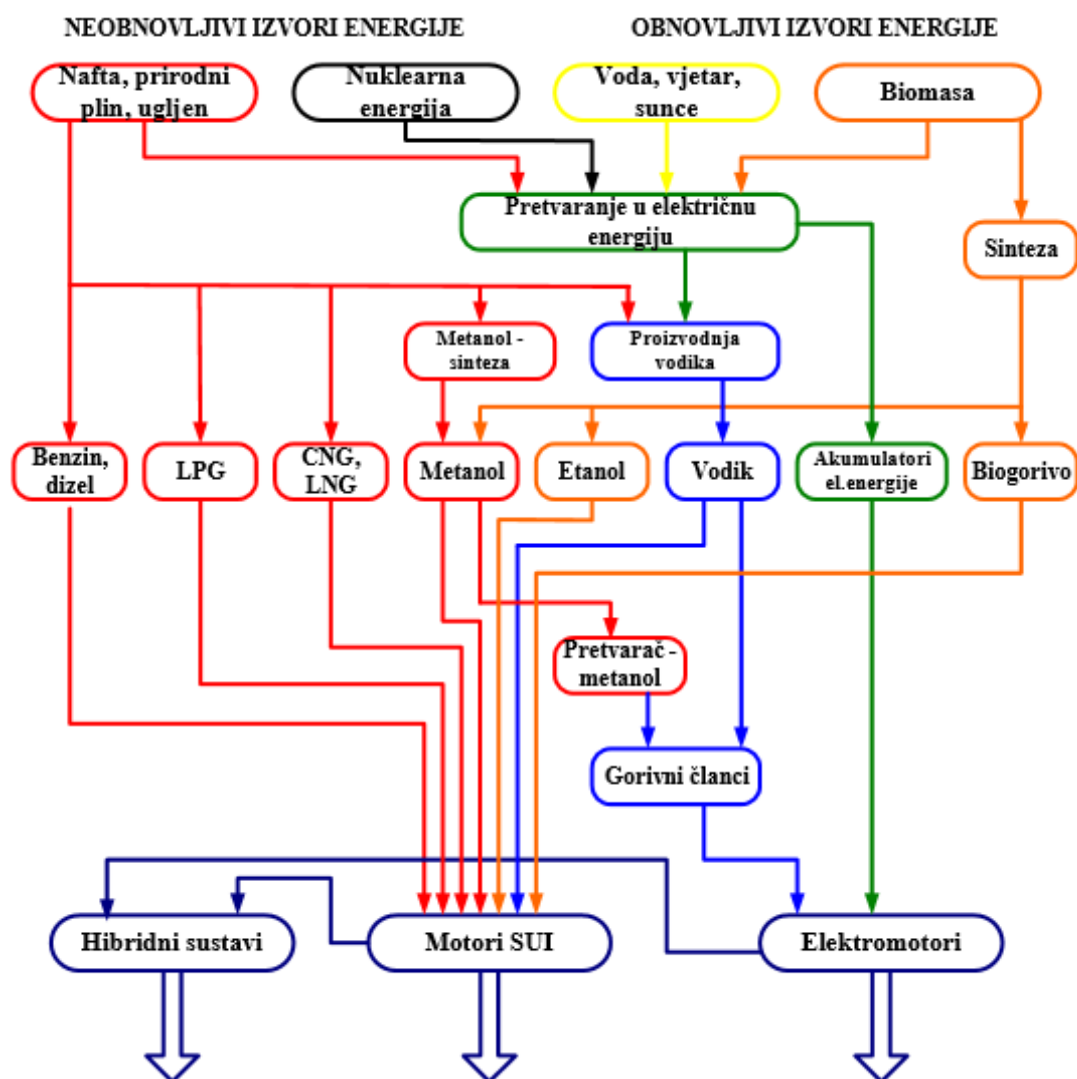 NEOBNOVLJIVI IZVORI ENERGIJE
OBNOVLJIVI IZVORI ENERGIJE
Nafta, prirodni
plin, ugljen
Nuklearna
energija
Voda, vjetar,
sunce
Biomasa
Pretvaranje u električnu
energiju
Sinteza
Metanol -
sinteza
Proizvodnja
vodika
Benzin,
dizel
LPG
CNG,
LNG
Metanol
Etanol
Vodik
Akumulatori
el.energije
Biogorivo
Pretvarač -
metanol
Gorivni članci
Hibridni sustavi
Motori SUI
Elektromotori